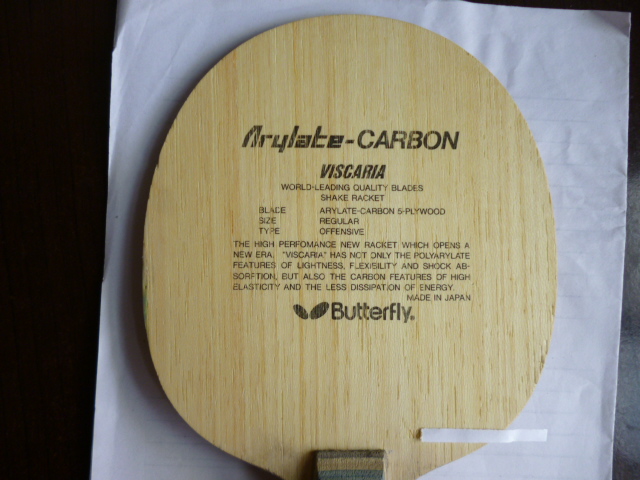 Arylate-CARBON
VISCARIA
WORLD-LEADING QUALITY BLADES
SHAKE RACKET
BLADE ARYLATE-CARBON 5-PLYWOOD
SIZE REGULAR
TYPE OFFENSIVE
THE HIGH PERFOMANCE NEW RACKET WHICH OPENS A
NEW ERA. "VISCARIA" HAS NOT ONLY THE POLYARYLATE
FEATURES OF LIGHTNESS, FLEXIBILITY AND SHOCK AB-
SORPTION, BUT ALSO THE CARBON FEATURES OF HIGH
ELASTICITY AND THE LESS DISSIPATION OF ENERGY.
MADE IN JAPAN
Butterfly®